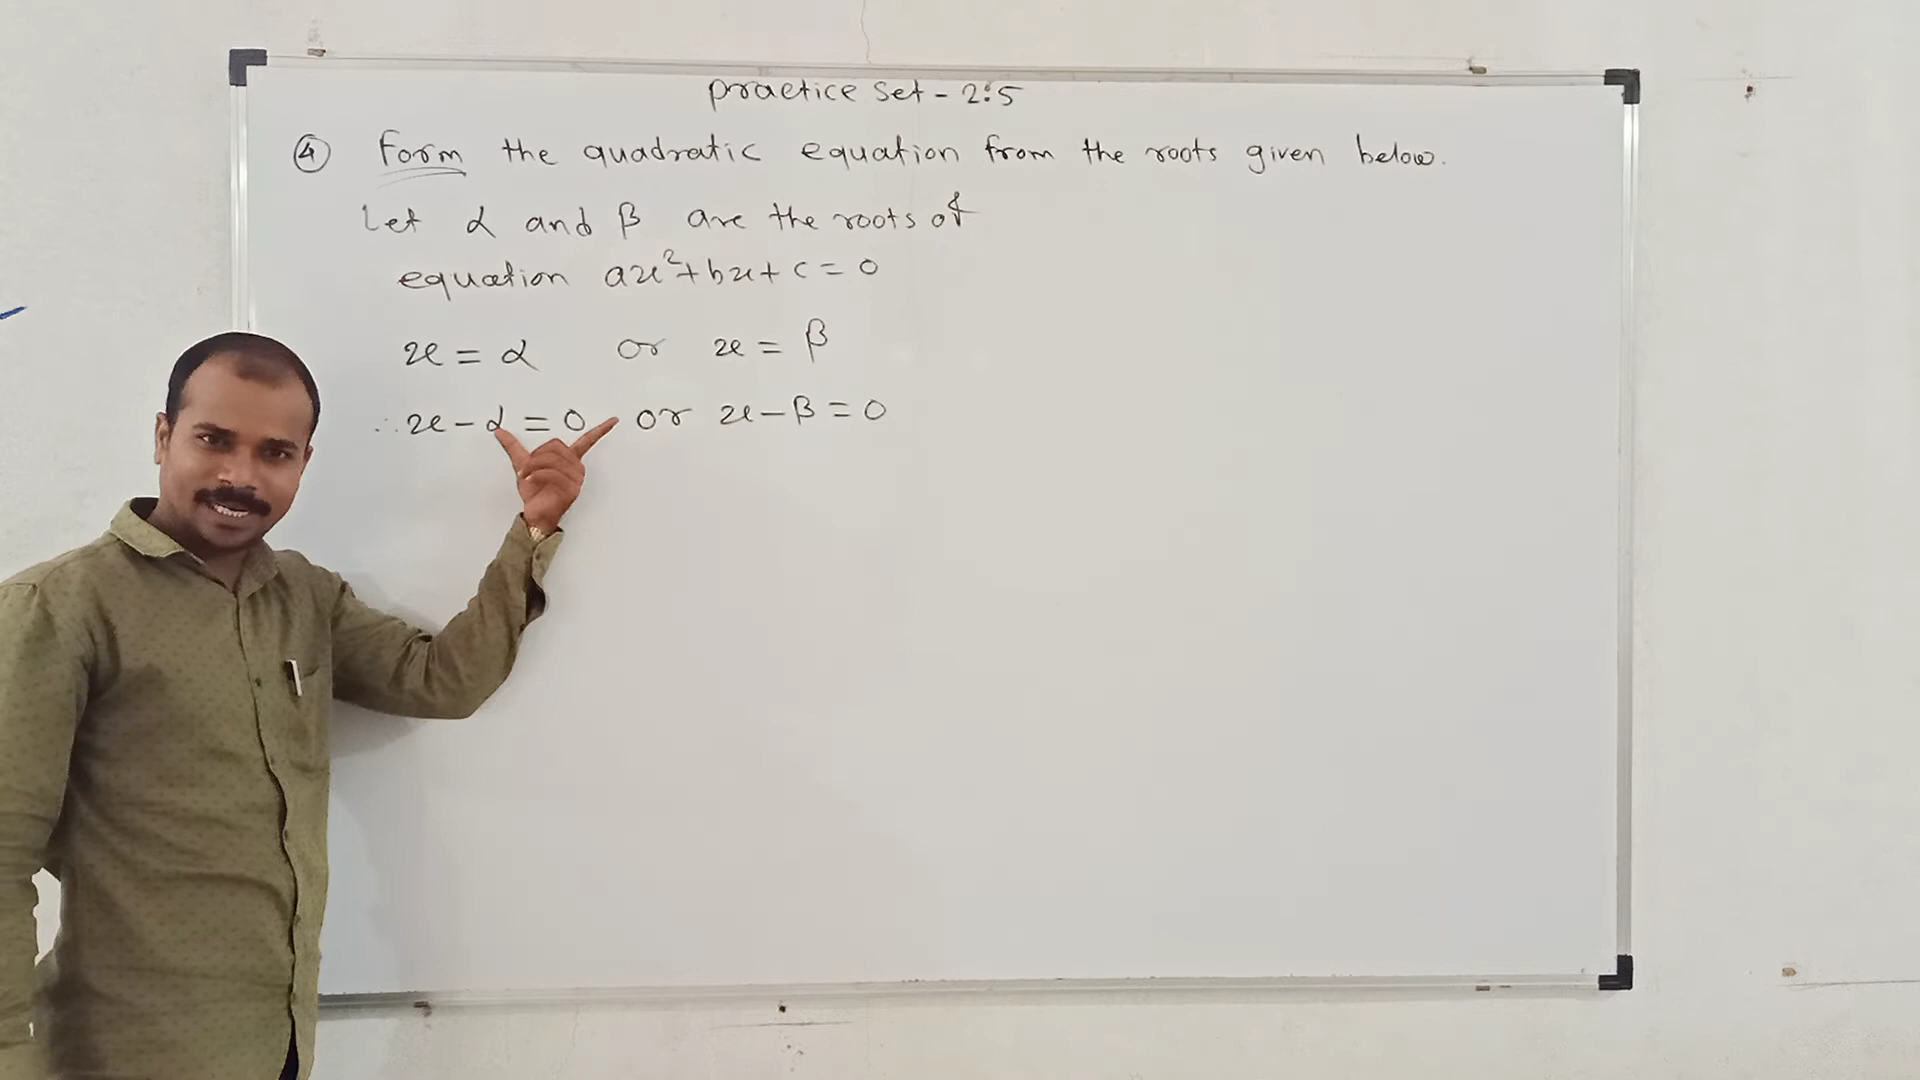 practice set - 2:5
④ Form the quadratic equation from the roots given below.
Let α and β are the roots of
equation ax²+bx+c=0
x = α or x = β
∴ x-α=0 or x-β=0